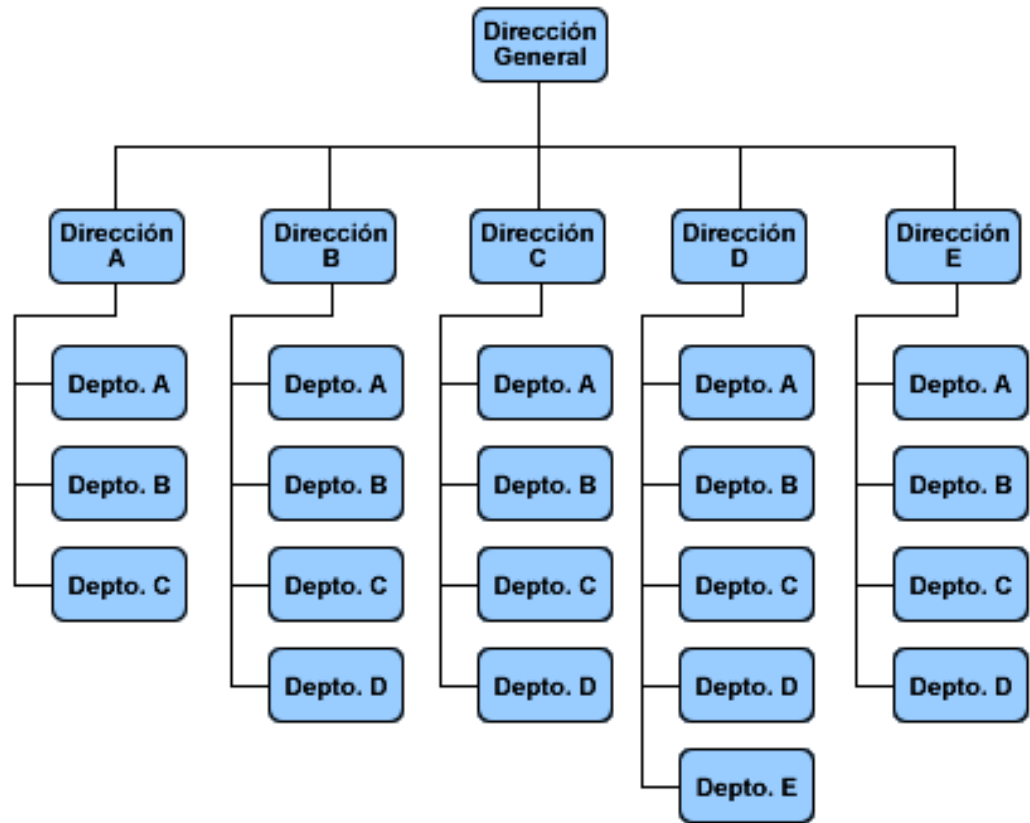 Dirección
General
Dirección
A
Dirección
B
Dirección
C
Dirección
D
Dirección
E
Depto. A
Depto. A
Depto. A
Depto. A
Depto. A
Depto. B
Depto. B
Depto. B
Depto. B
Depto. B
Depto. C
Depto. C
Depto. C
Depto. C
Depto. C
Depto. D
Depto. D
Depto. D
Depto. D
Depto. E